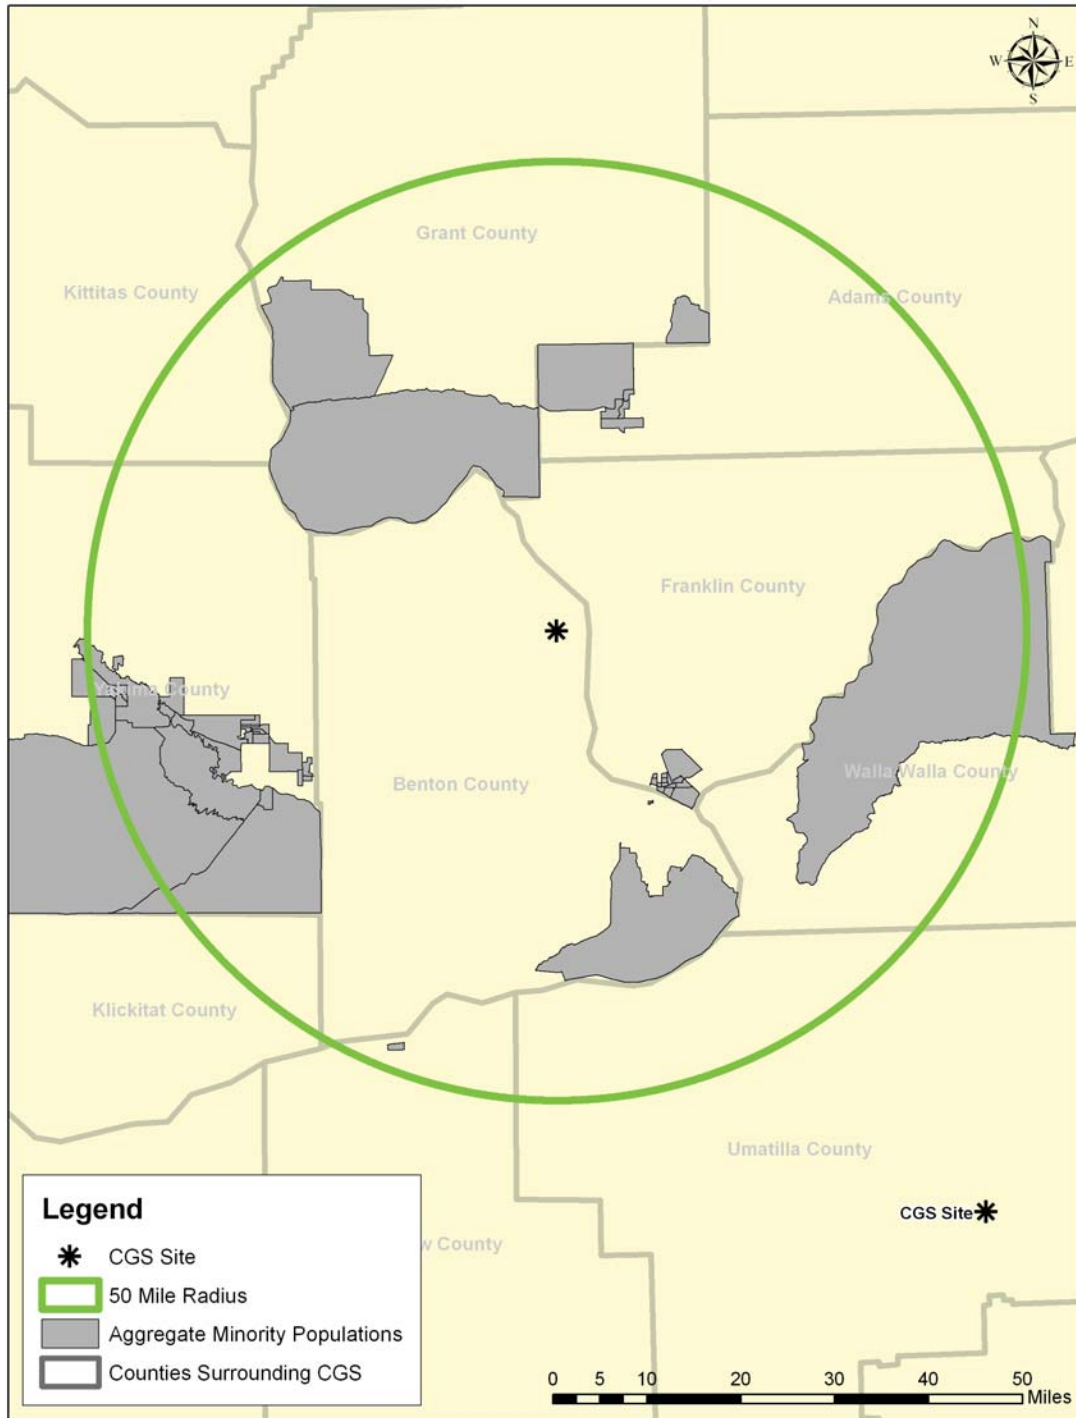 N
W E
S
Grant County
Kittitas County
Adams County
Franklin County
Yakima County
Benton County
Walla Walla County
Klickitat County
Umatilla County
CGS Site
w County
Legend
CGS Site
50 Mile Radius
Aggregate Minority Populations
Counties Surrounding CGS
0 5 10 20 30 40 50
Miles